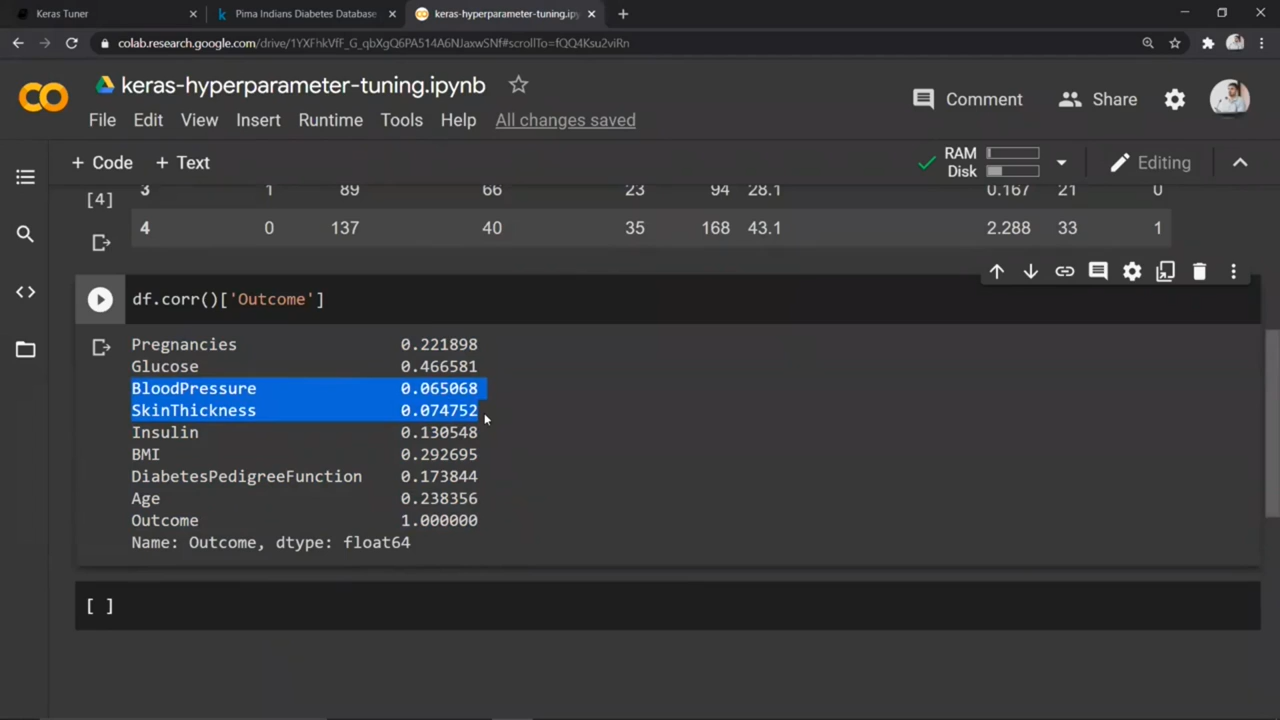 Keras Tuner
Pima Indians Diabetes Database
keras-hyperparameter-tuning.ipynb
colab.research.google.com/drive/1YXFhkVfF_G_qbXgQ6PA514A6NJaxwSNf#scrollTo=fQQ4Ksu2viRn
CO keras-hyperparameter-tuning.ipynb
Comment Share
File Edit View Insert Runtime Tools Help All changes saved
+ Code + Text RAM Disk Editing
[4] 3 1 89 66 23 94 28.1 0.167 21 0
4 0 137 40 35 168 43.1 2.288 33 1
df.corr()['Outcome']
Pregnancies 0.221898
Glucose 0.466581
BloodPressure 0.065068
SkinThickness 0.074752
Insulin 0.130548
BMI 0.292695
DiabetesPedigreeFunction 0.173844
Age 0.238356
Outcome 1.000000
Name: Outcome, dtype: float64
[ ]